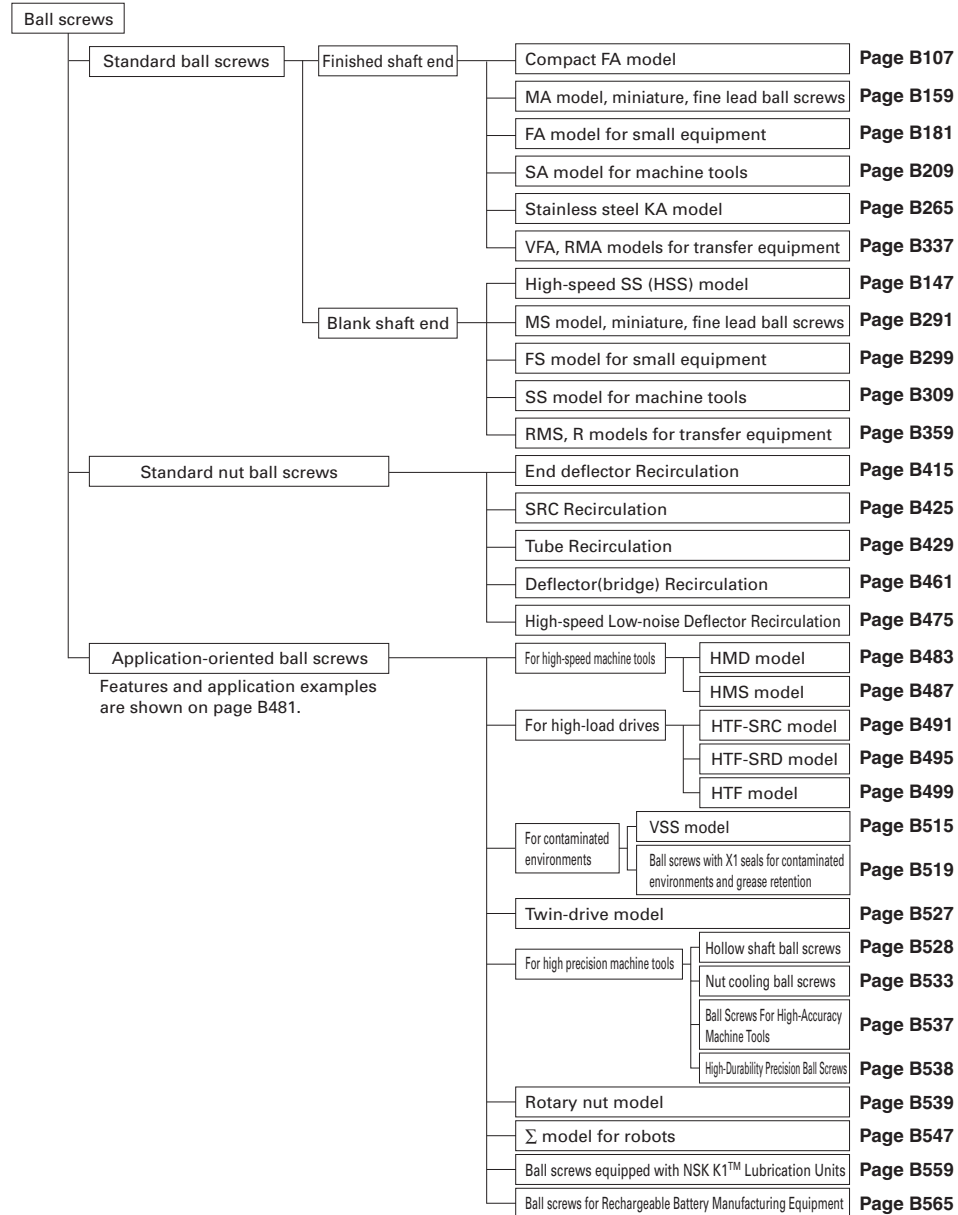 Ball screws
Standard ball screws
Finished shaft end
Compact FA model
Page B107
MA model, miniature, fine lead ball screws
Page B159
FA model for small equipment
Page B181
SA model for machine tools
Page B209
Stainless steel KA model
Page B265
VFA, RMA models for transfer equipment
Page B337
Blank shaft end
High-speed SS (HSS) model
Page B147
MS model, miniature, fine lead ball screws
Page B291
FS model for small equipment
Page B299
SS model for machine tools
Page B309
RMS, R models for transfer equipment
Page B359
Standard nut ball screws
End deflector Recirculation
Page B415
SRC Recirculation
Page B425
Tube Recirculation
Page B429
Deflector(bridge) Recirculation
Page B461
High-speed Low-noise Deflector Recirculation
Page B475
Application-oriented ball screws
Features and application examples
are shown on page B481.
For high-speed machine tools
HMD model
Page B483
HMS model
Page B487
For high-load drives
HTF-SRC model
Page B491
HTF-SRD model
Page B495
HTF model
Page B499
For contaminated
environments
VSS model
Page B515
Ball screws with X1 seals for contaminated
environments and grease retention
Page B519
Twin-drive model
Page B527
For high precision machine tools
Hollow shaft ball screws
Page B528
Nut cooling ball screws
Page B533
Ball Screws For High-Accuracy
Machine Tools
Page B537
High-Durability Precision Ball Screws
Page B538
Rotary nut model
Page B539
Σ model for robots
Page B547
Ball screws equipped with NSK K1™ Lubrication Units
Page B559
Ball screws for Rechargeable Battery Manufacturing Equipment
Page B565